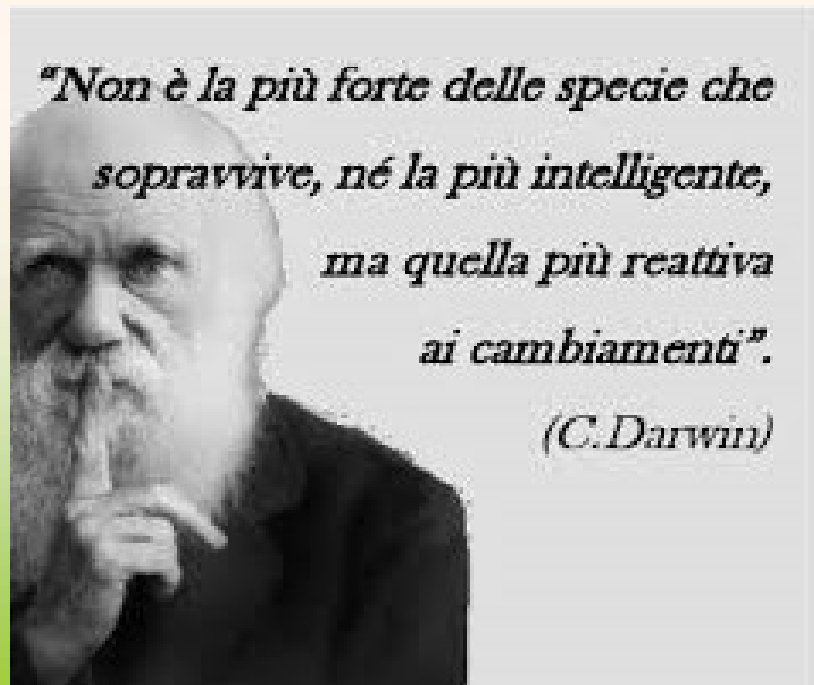 “Non è la più forte delle specie che
sopravvive, né la più intelligente,
ma quella più reattiva
ai cambiamenti”.
(C.Darwin)